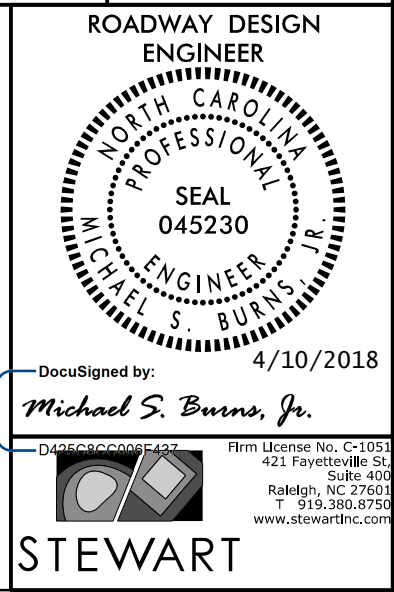 ROADWAY DESIGN
ENGINEER
NORTH CAROLINA
PROFESSIONAL
SEAL
045230
ENGINEER
MICHAEL S. BURNS, JR.
4/10/2018
DocuSigned by:
Michael S. Burns, Jr.
D425C8CC006F437...
Firm License No. C-1051
421 Fayetteville St,
Suite 400
Raleigh, NC 27601
T 919.380.8750
www.stewartinc.com
STEWART